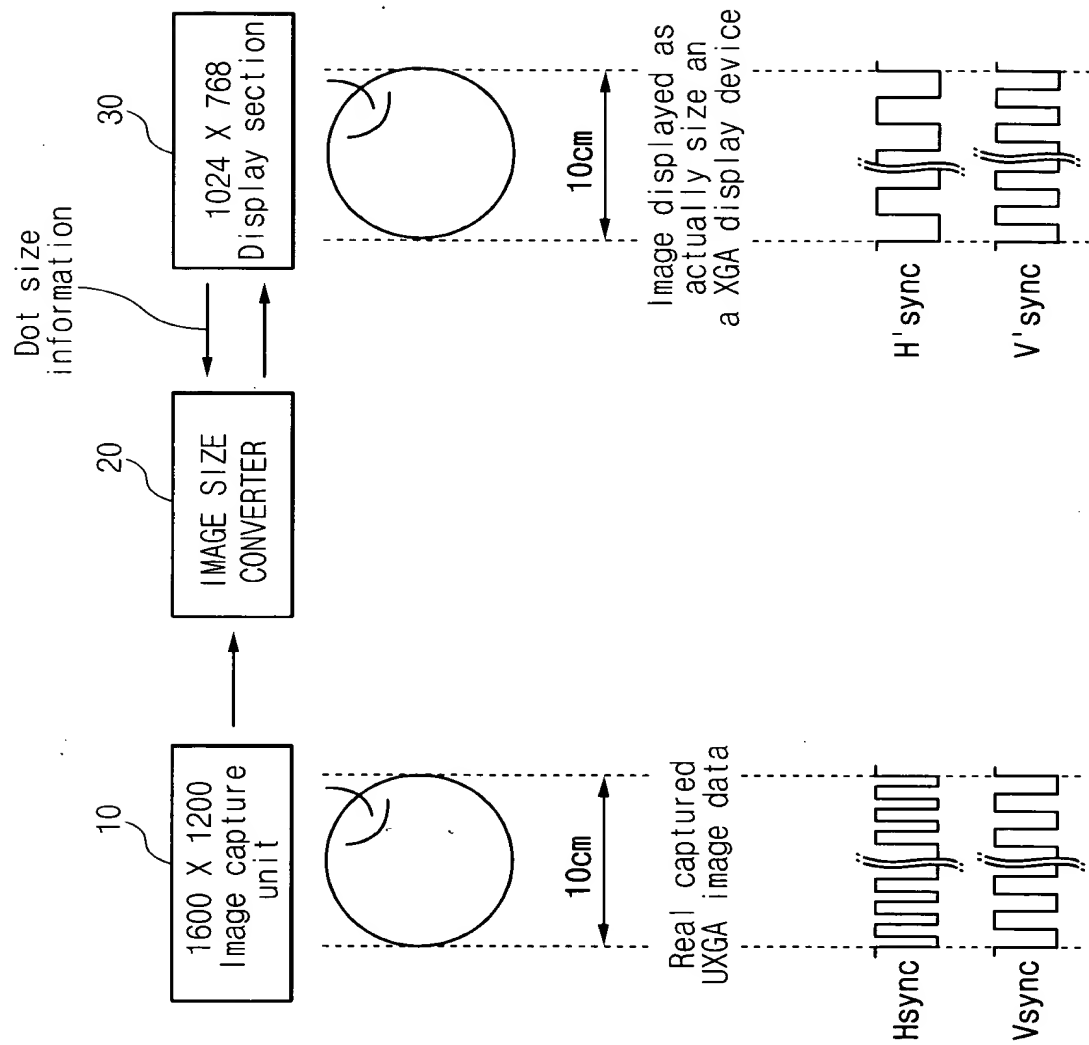 10
1600 X 1200
Image capture
unit
20
IMAGE SIZE
CONVERTER
Dot size
information
30
1024 X 768
Display section
10cm
10cm
Real captured
UXGA image data
Image displayed as
actually size an
a XGA display device
Hsync
Vsync
H'sync
V'sync